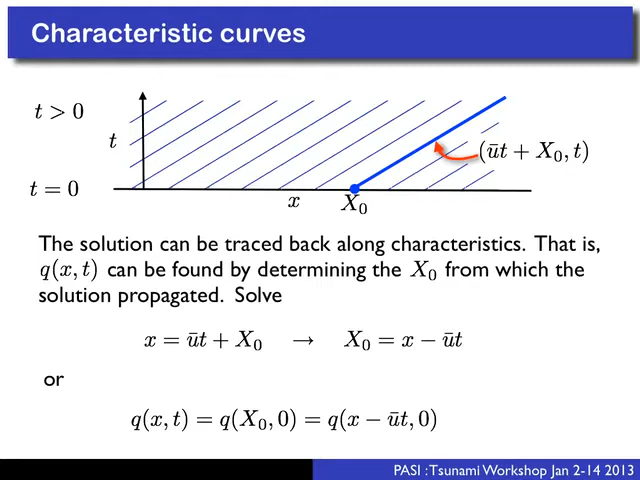 Characteristic curves
t > 0
t
(ūt + X₀, t)
t = 0
x
X₀
The solution can be traced back along characteristics. That is,
q(x, t) can be found by determining the X₀ from which the
solution propagated. Solve
x = ūt + X₀ → X₀ = x − ūt
or
q(x, t) = q(X₀, 0) = q(x − ūt, 0)
PASI : Tsunami Workshop Jan 2-14 2013